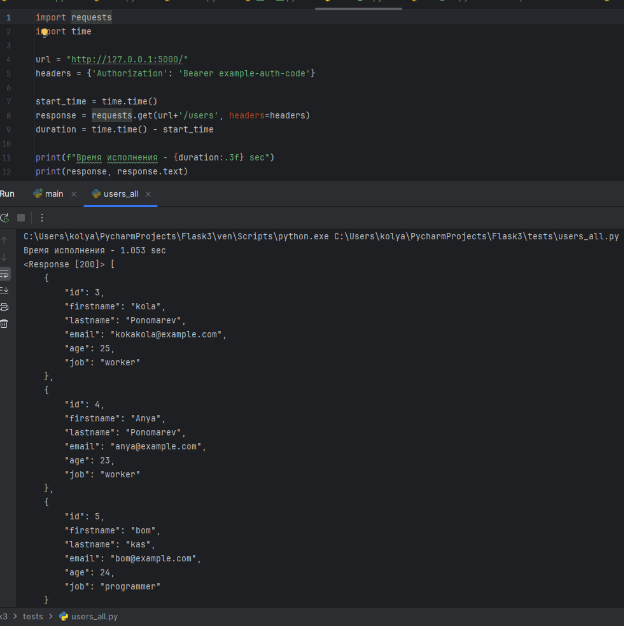 1 import requests
2 import time
3
4 url = "http://127.0.0.1:5000/"
5 headers = {'Authorization': 'Bearer example-auth-code'}
6
7 start_time = time.time()
8 response = requests.get(url+'/users', headers=headers)
9 duration = time.time() - start_time
10
11 print(f"Время исполнения - {duration:.3f} sec")
12 print(response, response.text)
Run main × users_all ×
C:\Users\kolya\PycharmProjects\Flask3\ven\Scripts\python.exe C:\Users\kolya\PycharmProjects\Flask3\tests\users_all.py
Время исполнения - 1.053 sec
<Response [200]> [
{
"id": 3,
"firstname": "kola",
"lastname": "Ponomarev",
"email": "kokakola@example.com",
"age": 25,
"job": "worker"
},
{
"id": 4,
"firstname": "Anya",
"lastname": "Ponomarev",
"email": "anya@example.com",
"age": 23,
"job": "worker"
},
{
"id": 5,
"firstname": "bom",
"lastname": "kas",
"email": "bom@example.com",
"age": 24,
"job": "programmer"
}
k3 > tests > users_all.py